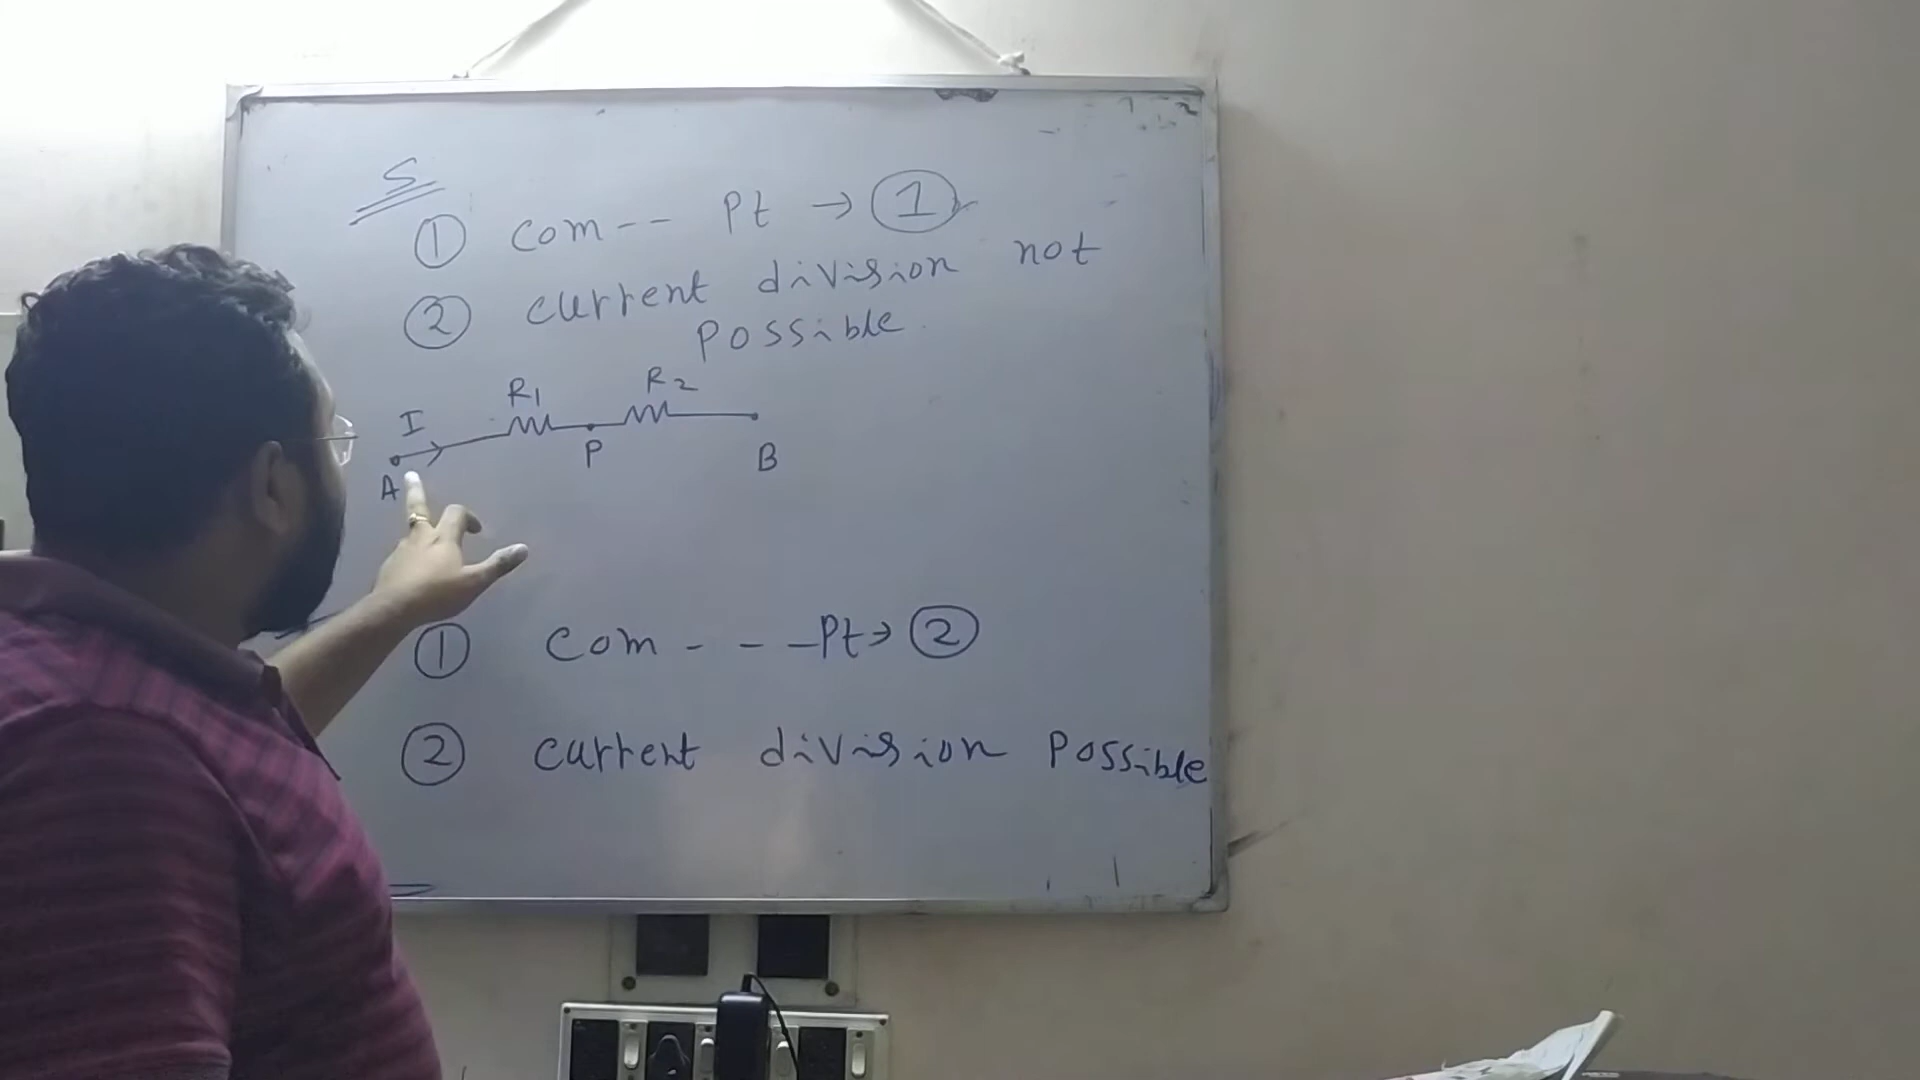 S
① Com-- Pt → ①
② current division not
possible
R1 R2
I
A P B
① Com - - - Pt → ②
② current division possible